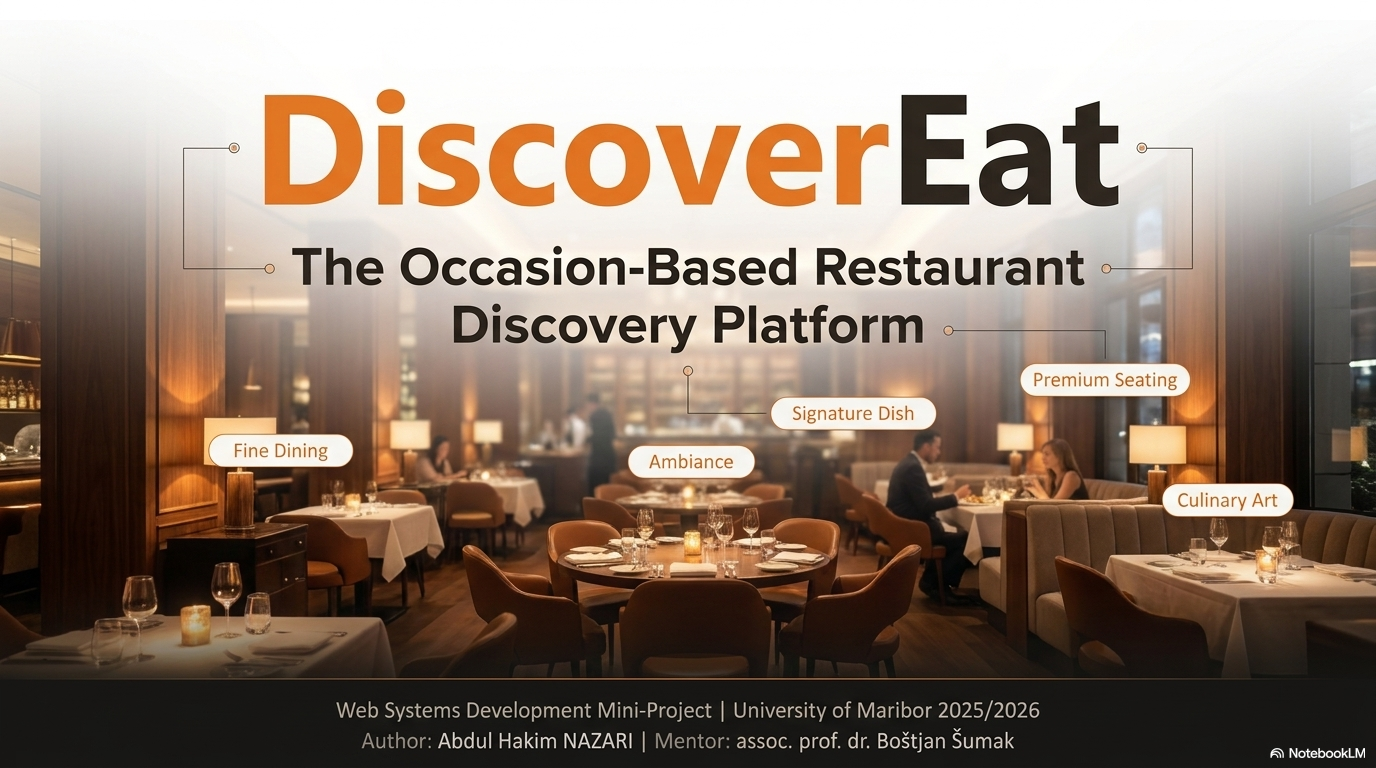 DiscoverEat
The Occasion-Based Restaurant
Discovery Platform
Premium Seating
Signature Dish
Fine Dining
Ambiance
Culinary Art
Web Systems Development Mini-Project | University of Maribor 2025/2026
Author: Abdul Hakim NAZARI | Mentor: assoc. prof. dr. Boštjan Šumak
NotebookLM